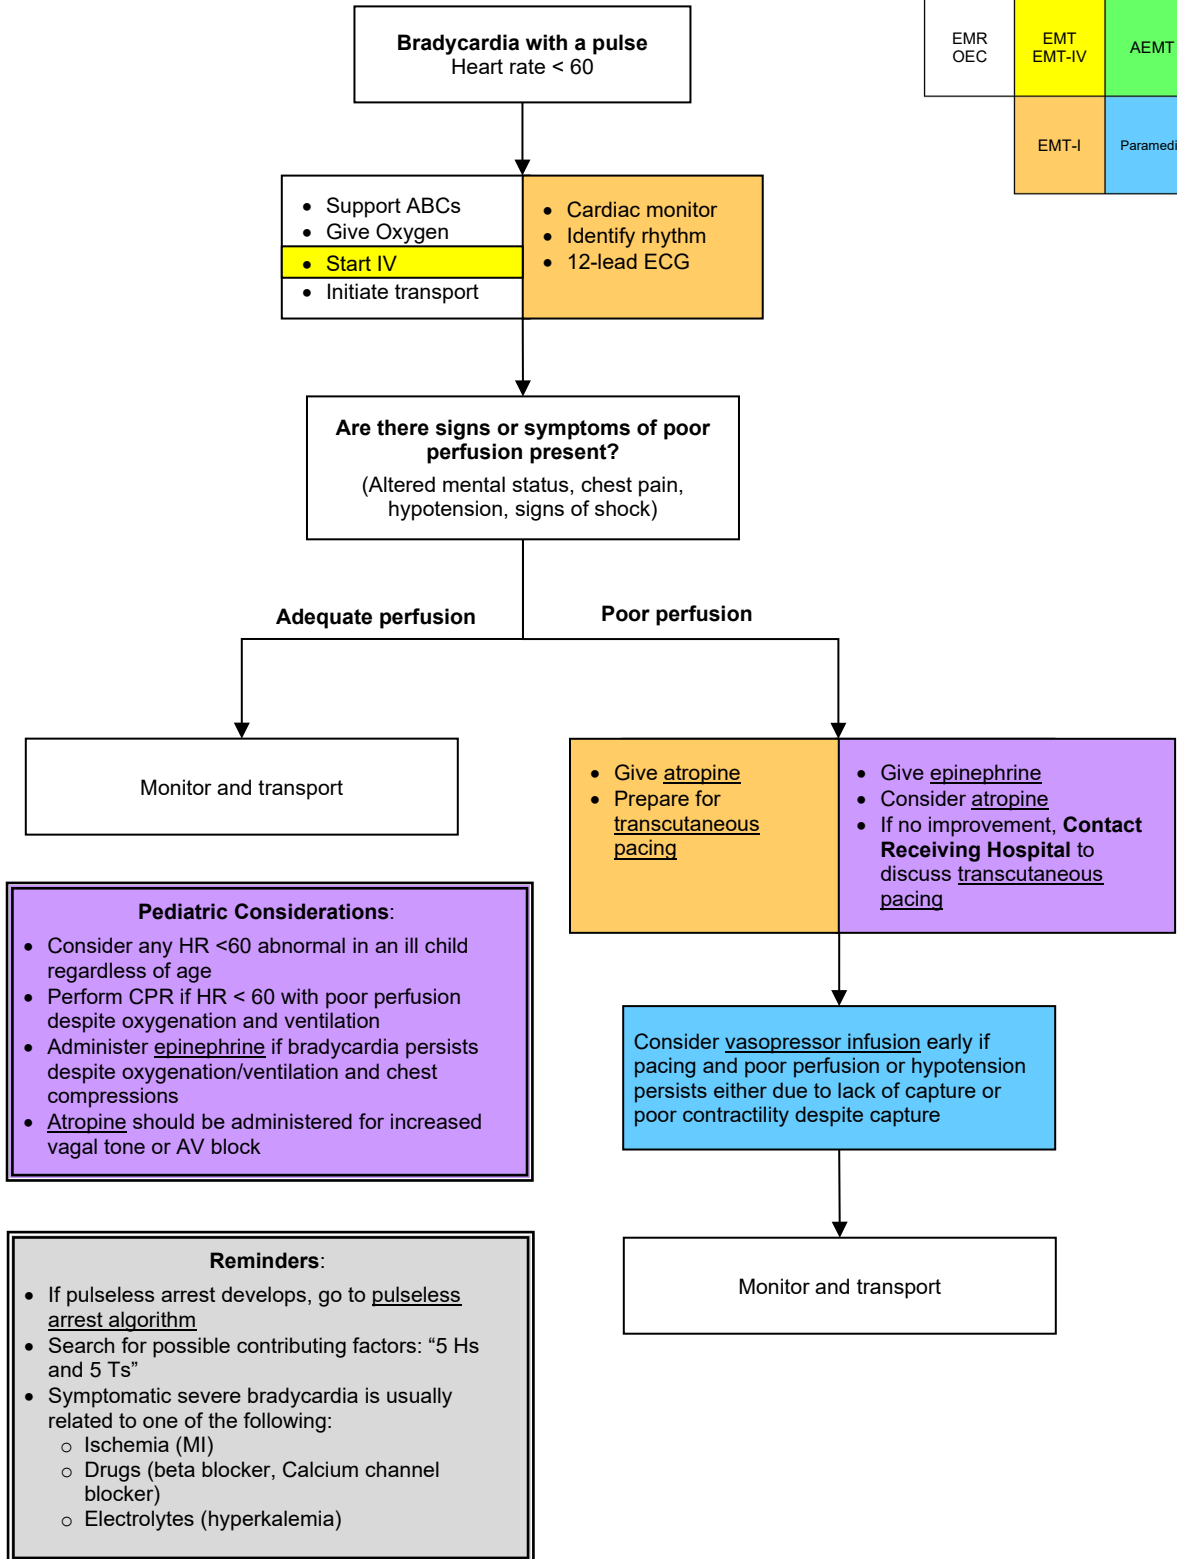 Bradycardia with a pulse
Heart rate < 60
EMR
OEC
EMT
EMT-IV
AEMT
EMT-I
Paramedi
• Support ABCs
• Give Oxygen
• Start IV
• Initiate transport
• Cardiac monitor
• Identify rhythm
• 12-lead ECG
Are there signs or symptoms of poor
perfusion present?
(Altered mental status, chest pain,
hypotension, signs of shock)
Adequate perfusion
Poor perfusion
Monitor and transport
• Give atropine
• Prepare for
transcutaneous
pacing
• Give epinephrine
• Consider atropine
• If no improvement, Contact
Receiving Hospital to
discuss transcutaneous
pacing
Pediatric Considerations:
• Consider any HR <60 abnormal in an ill child
regardless of age
• Perform CPR if HR < 60 with poor perfusion
despite oxygenation and ventilation
• Administer epinephrine if bradycardia persists
despite oxygenation/ventilation and chest
compressions
• Atropine should be administered for increased
vagal tone or AV block
Consider vasopressor infusion early if
pacing and poor perfusion or hypotension
persists either due to lack of capture or
poor contractility despite capture
Monitor and transport
Reminders:
• If pulseless arrest develops, go to pulseless
arrest algorithm
• Search for possible contributing factors: “5 Hs
and 5 Ts”
• Symptomatic severe bradycardia is usually
related to one of the following:
o Ischemia (MI)
o Drugs (beta blocker, Calcium channel
blocker)
o Electrolytes (hyperkalemia)